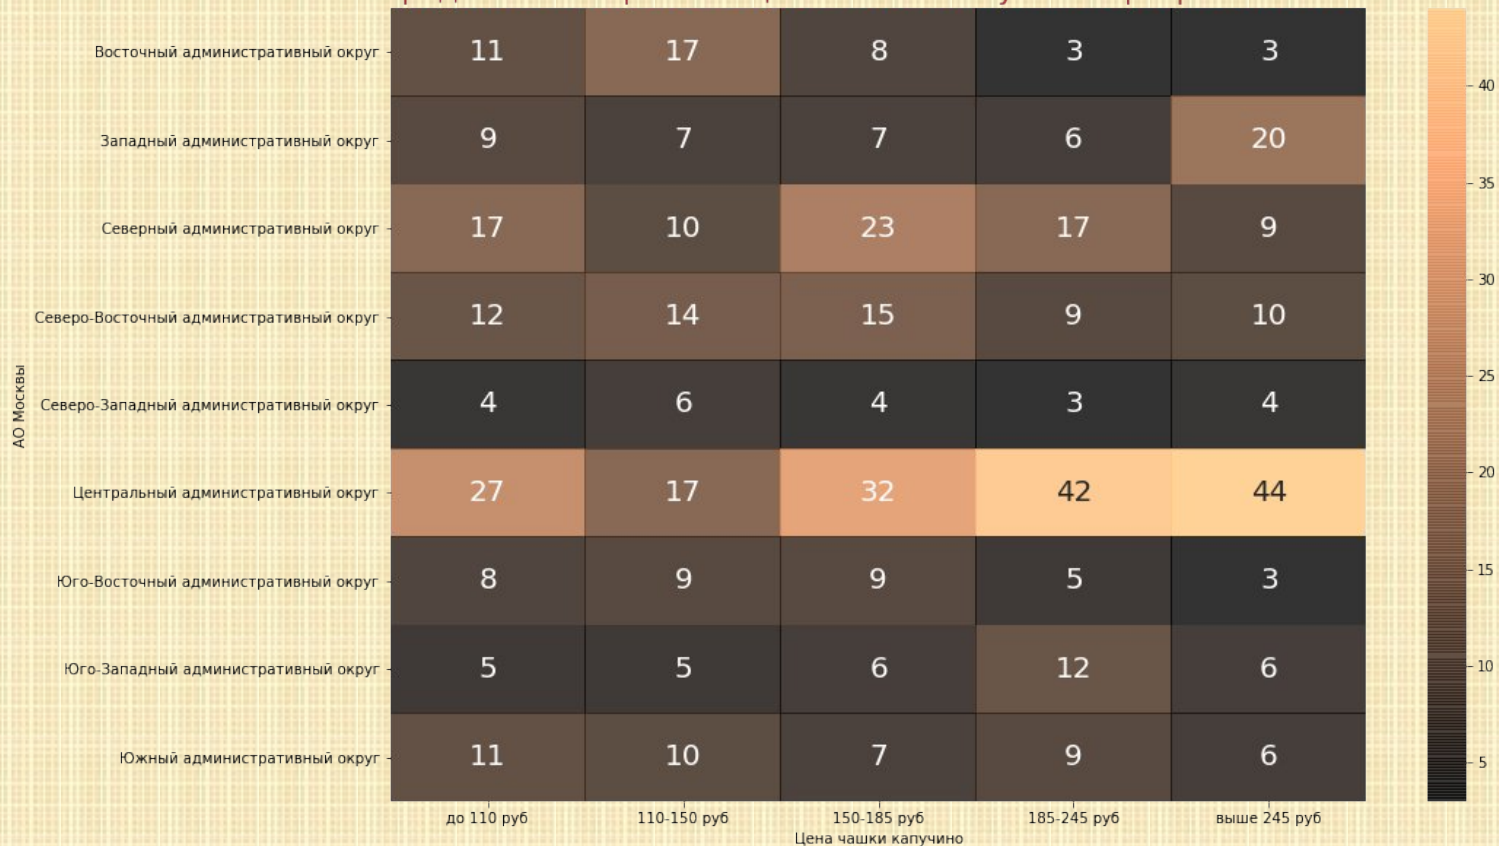 Восточный административный округ 11 17 8 3 3
Западный административный округ 9 7 7 6 20
Северный административный округ 17 10 23 17 9
Северо-Восточный административный округ 12 14 15 9 10
Северо-Западный административный округ 4 6 4 3 4
Центральный административный округ 27 17 32 42 44
Юго-Восточный административный округ 8 9 9 5 3
Юго-Западный административный округ 5 5 6 12 6
Южный административный округ 11 10 7 9 6
АО Москвы
до 110 руб 110-150 руб 150-185 руб 185-245 руб выше 245 руб
Цена чашки капучино
40
35
30
25
20
15
10
5